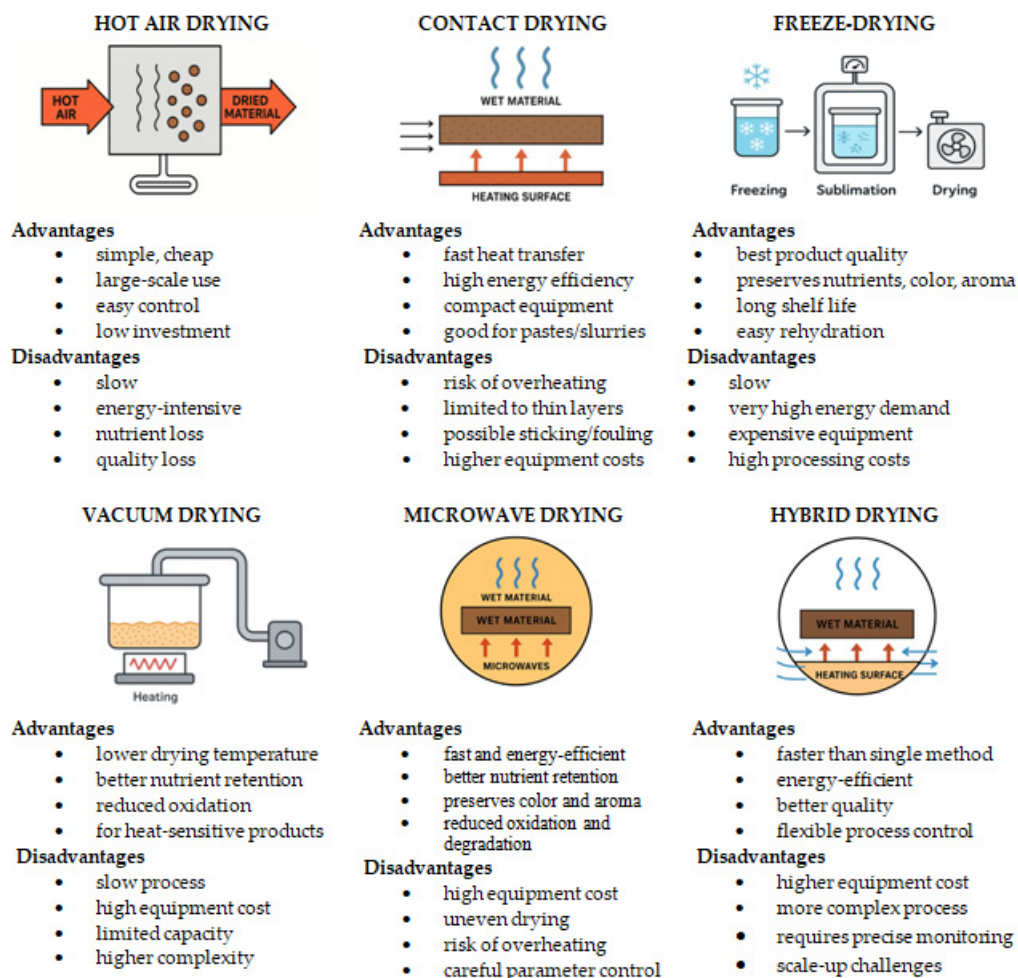 HOT AIR DRYING
HOT
AIR
DRIED
MATERIAL
Advantages
• simple, cheap
• large-scale use
• easy control
• low investment
Disadvantages
• slow
• energy-intensive
• nutrient loss
• quality loss
CONTACT DRYING
WET MATERIAL
HEATING SURFACE
Advantages
• fast heat transfer
• high energy efficiency
• compact equipment
• good for pastes/slurries
Disadvantages
• risk of overheating
• limited to thin layers
• possible sticking/fouling
• higher equipment costs
FREEZE-DRYING
Freezing
Sublimation
Drying
Advantages
• best product quality
• preserves nutrients, color, aroma
• long shelf life
• easy rehydration
Disadvantages
• slow
• very high energy demand
• expensive equipment
• high processing costs
VACUUM DRYING
Heating
Advantages
• lower drying temperature
• better nutrient retention
• reduced oxidation
• for heat-sensitive products
Disadvantages
• slow process
• high equipment cost
• limited capacity
• higher complexity
MICROWAVE DRYING
WET MATERIAL
WET MATERIAL
MICROWAVES
Advantages
• fast and energy-efficient
• better nutrient retention
• preserves color and aroma
• reduced oxidation and
degradation
Disadvantages
• high equipment cost
• uneven drying
• risk of overheating
• careful parameter control
HYBRID DRYING
WET MATERIAL
HEATING SURFACE
Advantages
• faster than single method
• energy-efficient
• better quality
• flexible process control
Disadvantages
• higher equipment cost
• more complex process
• requires precise monitoring
• scale-up challenges